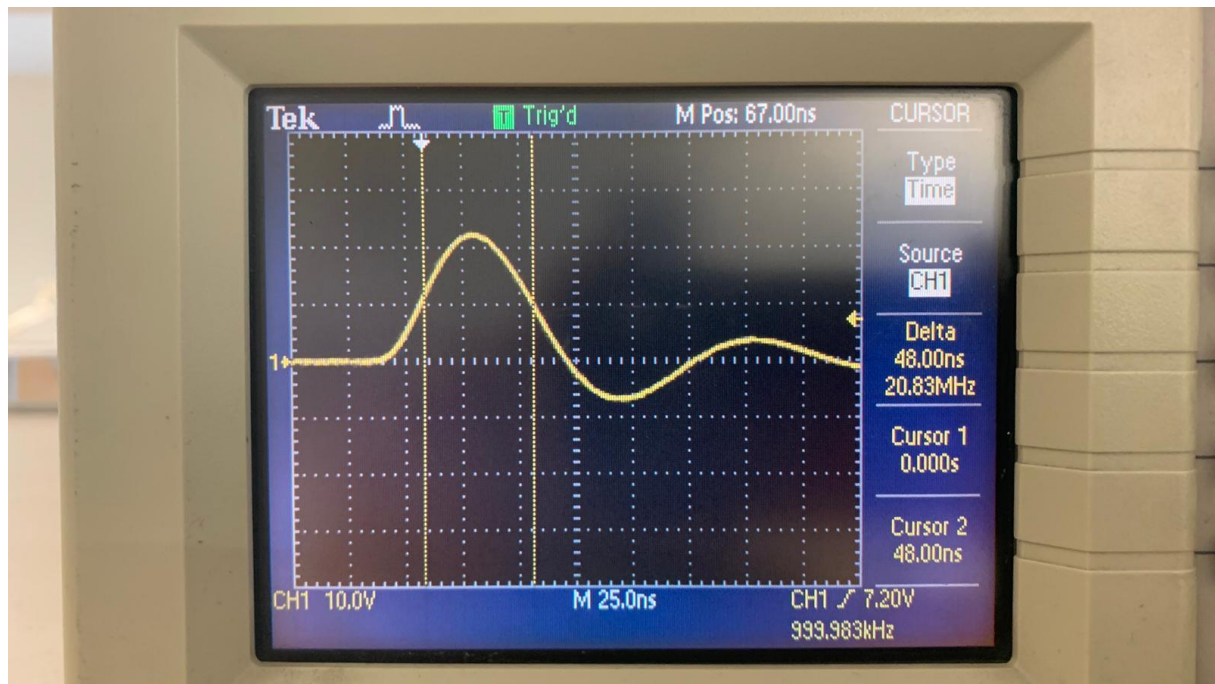 Tek T Trig'd M Pos: 67.00ns CURSOR
Type
Time
Source
CH1
Delta
48.00ns
20.83MHz
Cursor 1
0.000s
Cursor 2
48.00ns
1
CH1 10.0V M 25.0ns CH1 7.20V
999.983kHz